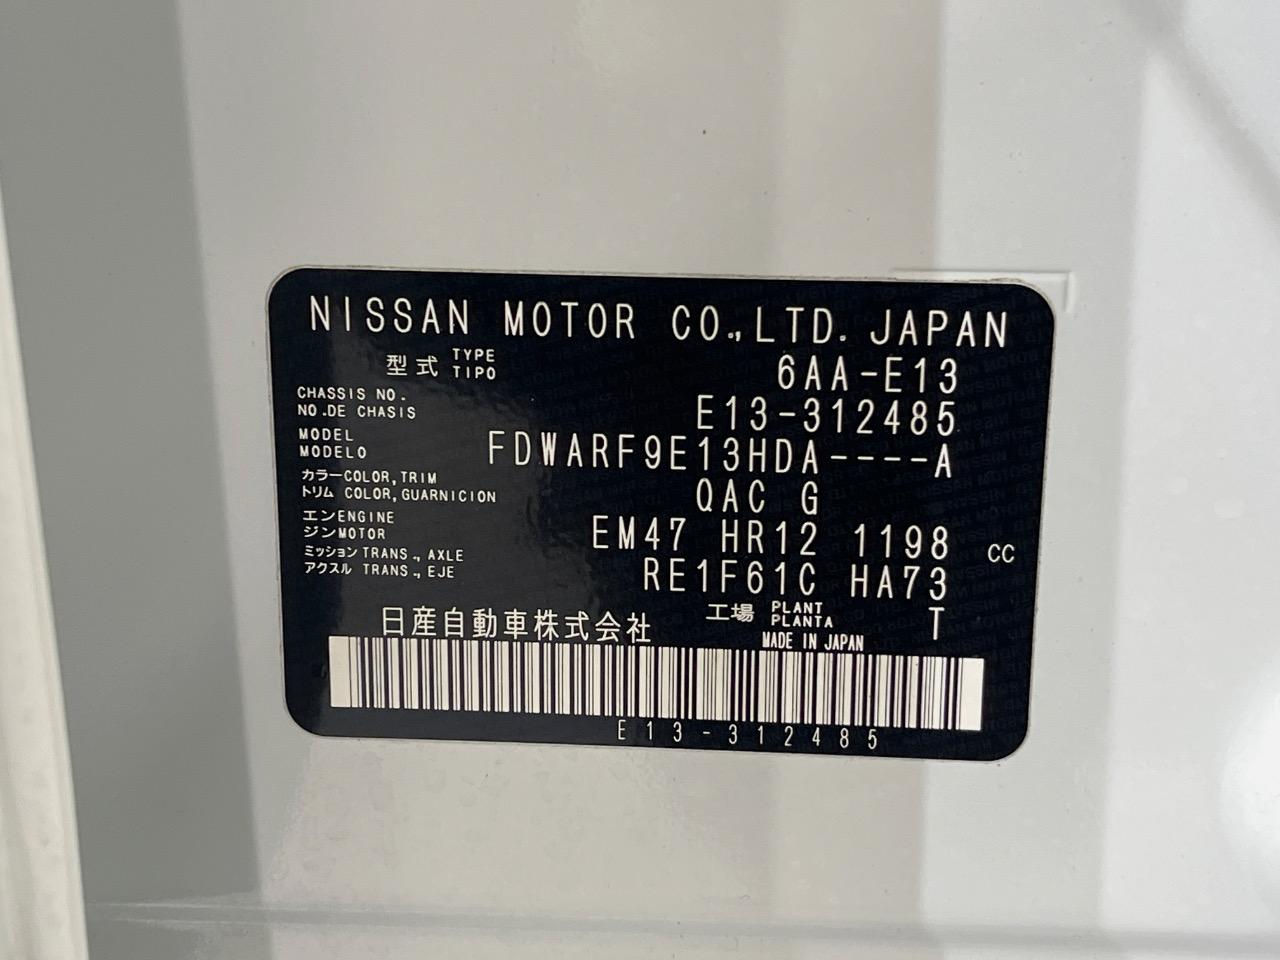 NISSAN MOTOR CO.,LTD. JAPAN
型式 TYPE TIPO 6AA-E13
CHASSIS NO.
NO.DE CHASIS E13-312485
MODEL
MODELO FDWARF9E13HDA----A
カラー COLOR,TRIM
トリム COLOR,GUARNICION QAC G
エン ENGINE
ジン MOTOR EM47 HR12 1198 CC
ミッション TRANS., AXLE
アクスル TRANS.,EJE RE1F61C HA73
工場 PLANT PLANTA T
日産自動車株式会社 MADE IN JAPAN
E13-312485